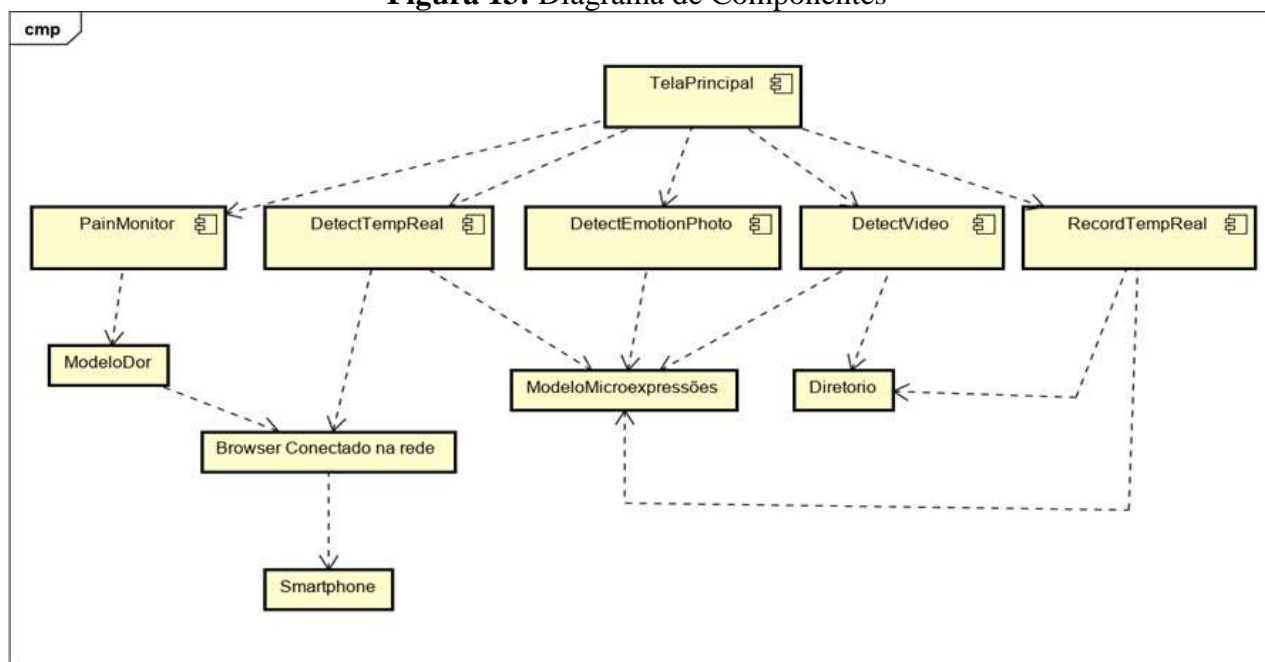 Figura 15: Diagrama de Componentes
cmp
TelaPrincipal
PainMonitor
DetectTempReal
DetectEmotionPhoto
DetectVideo
RecordTempReal
ModeloDor
ModeloMicroexpressões
Diretorio
Browser Conectado na rede
Smartphone